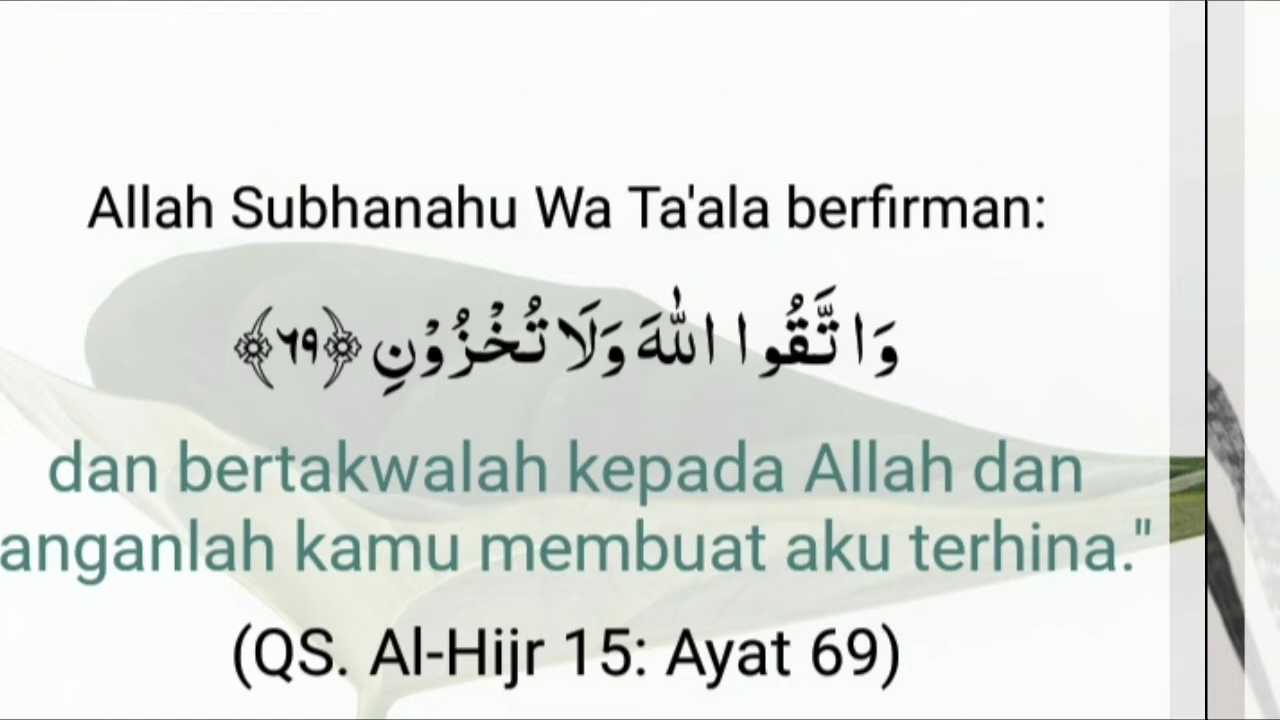 Allah Subhanahu Wa Ta'ala berfirman:
وَا تَّقُوا اللّٰهَ وَلَا تُخْزُوْنِ ﴿٦٩﴾
dan bertakwalah kepada Allah dan
anganlah kamu membuat aku terhina."
(QS. Al-Hijr 15: Ayat 69)